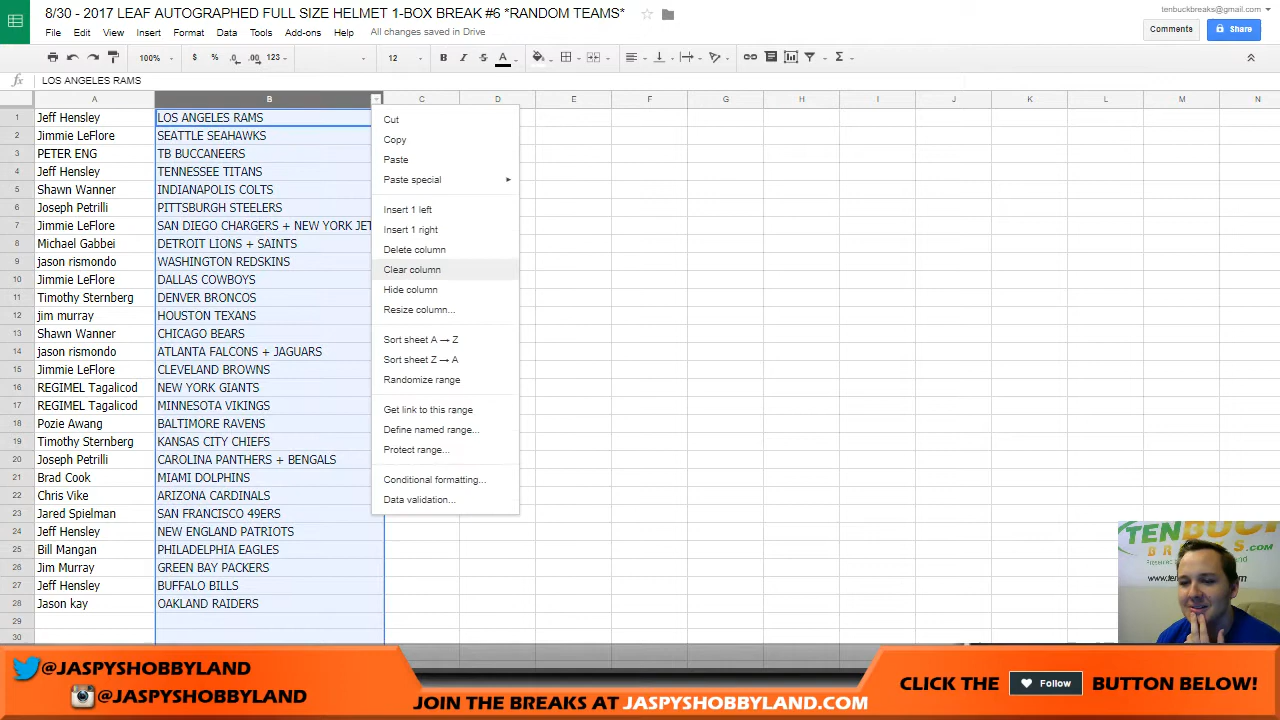 8/30 - 2017 LEAF AUTOGRAPHED FULL SIZE HELMET 1-BOX BREAK #6 *RANDOM TEAMS*
tenbuckbreaks@gmail.com
File Edit View Insert Format Data Tools Add-ons Help All changes saved in Drive
Comments Share
100% $ % .0 .00 123 12 B I S A Σ
fx LOS ANGELES RAMS
A B C D E F G H I J K L M N
1 Jeff Hensley LOS ANGELES RAMS
2 Jimmie LeFlore SEATTLE SEAHAWKS
3 PETER ENG TB BUCCANEERS
4 Jeff Hensley TENNESSEE TITANS
5 Shawn Wanner INDIANAPOLIS COLTS
6 Joseph Petrilli PITTSBURGH STEELERS
7 Jimmie LeFlore SAN DIEGO CHARGERS + NEW YORK JET
8 Michael Gabbei DETROIT LIONS + SAINTS
9 jason rismondo WASHINGTON REDSKINS
10 Jimmie LeFlore DALLAS COWBOYS
11 Timothy Sternberg DENVER BRONCOS
12 jim murray HOUSTON TEXANS
13 Shawn Wanner CHICAGO BEARS
14 jason rismondo ATLANTA FALCONS + JAGUARS
15 Jimmie LeFlore CLEVELAND BROWNS
16 REGIMEL Tagalicod NEW YORK GIANTS
17 REGIMEL Tagalicod MINNESOTA VIKINGS
18 Pozie Awang BALTIMORE RAVENS
19 Timothy Sternberg KANSAS CITY CHIEFS
20 Joseph Petrilli CAROLINA PANTHERS + BENGALS
21 Brad Cook MIAMI DOLPHINS
22 Chris Vike ARIZONA CARDINALS
23 Jared Spielman SAN FRANCISCO 49ERS
24 Jeff Hensley NEW ENGLAND PATRIOTS
25 Bill Mangan PHILADELPHIA EAGLES
26 Jim Murray GREEN BAY PACKERS
27 Jeff Hensley BUFFALO BILLS
28 Jason kay OAKLAND RAIDERS
29
30
Cut
Copy
Paste
Paste special
Insert 1 left
Insert 1 right
Delete column
Clear column
Hide column
Resize column...
Sort sheet A → Z
Sort sheet Z → A
Randomize range
Get link to this range
Define named range...
Protect range...
Conditional formatting...
Data validation...
TENBUCK
.COM
www.
@JASPYSHOBBYLAND
@JASPYSHOBBYLAND
JOIN THE BREAKS AT JASPYSHOBBYLAND.COM
CLICK THE Follow BUTTON BELOW!